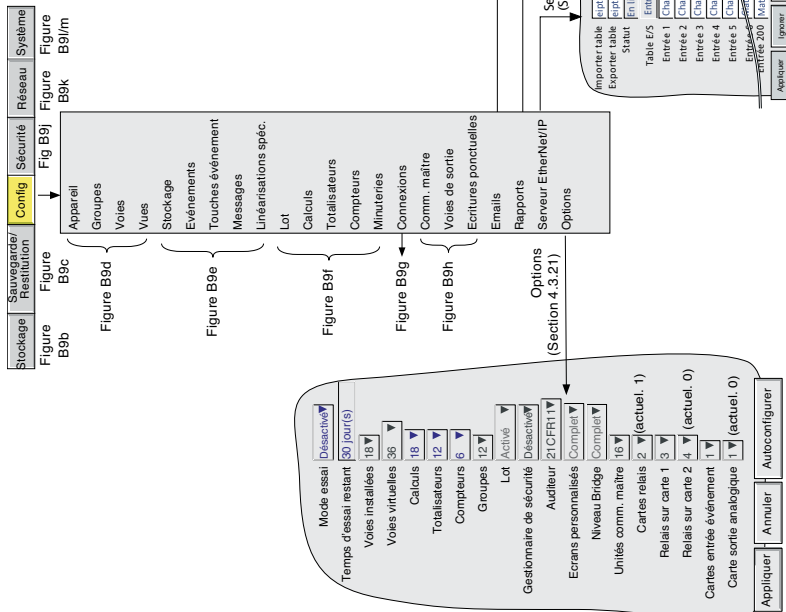 Stockage
Sauvegarde/
Restitution
Config
Sécurité
Réseau
Système
Figure
B9b
Figure
B9c
Fig B9j
Figure
B9k
Figure
B9l/m
Appareil
Groupes
Voies
Vues
Figure B9d
Stockage
Evénements
Touches événement
Messages
Linéarisations spéc.
Figure B9e
Lot
Calculs
Totalisateurs
Compteurs
Minuteries
Figure B9f
Connexions
Figure B9g
Comm. maître
Voies de sortie
Ecritures ponctuelles
Figure B9h
Emails
Rapports
Serveur EtherNet/IP
Options
Options
(Section 4.3.21)
Mode essai Désactivé
Temps d'essai restant 30 jour(s)
Voies installées 18
Voies virtuelles 36
Calculs 18
Totalisateurs 12
Compteurs 6
Groupes 12
Lot Activé
Gestionnaire de sécurité Désactivé
Auditeur 21CFR11
Ecrans personnalisés Complet
Niveau Bridge Complet
Unités comm. maître 16
Cartes relais 2 (actuel. 1)
Relais sur carte 1 3
Relais sur carte 2 4 (actuel. 0)
Cartes entrée événement 1
Carte sortie analogique 1 (actuel. 0)
Appliquer
Annuler
Autoconfigurer
Importer table
Exporter table
Statut
Table E/S
Entrée 1
Entrée 2
Entrée 3
Entrée 4
Entrée 5
Entrée 200
Appliquer
Ignorer